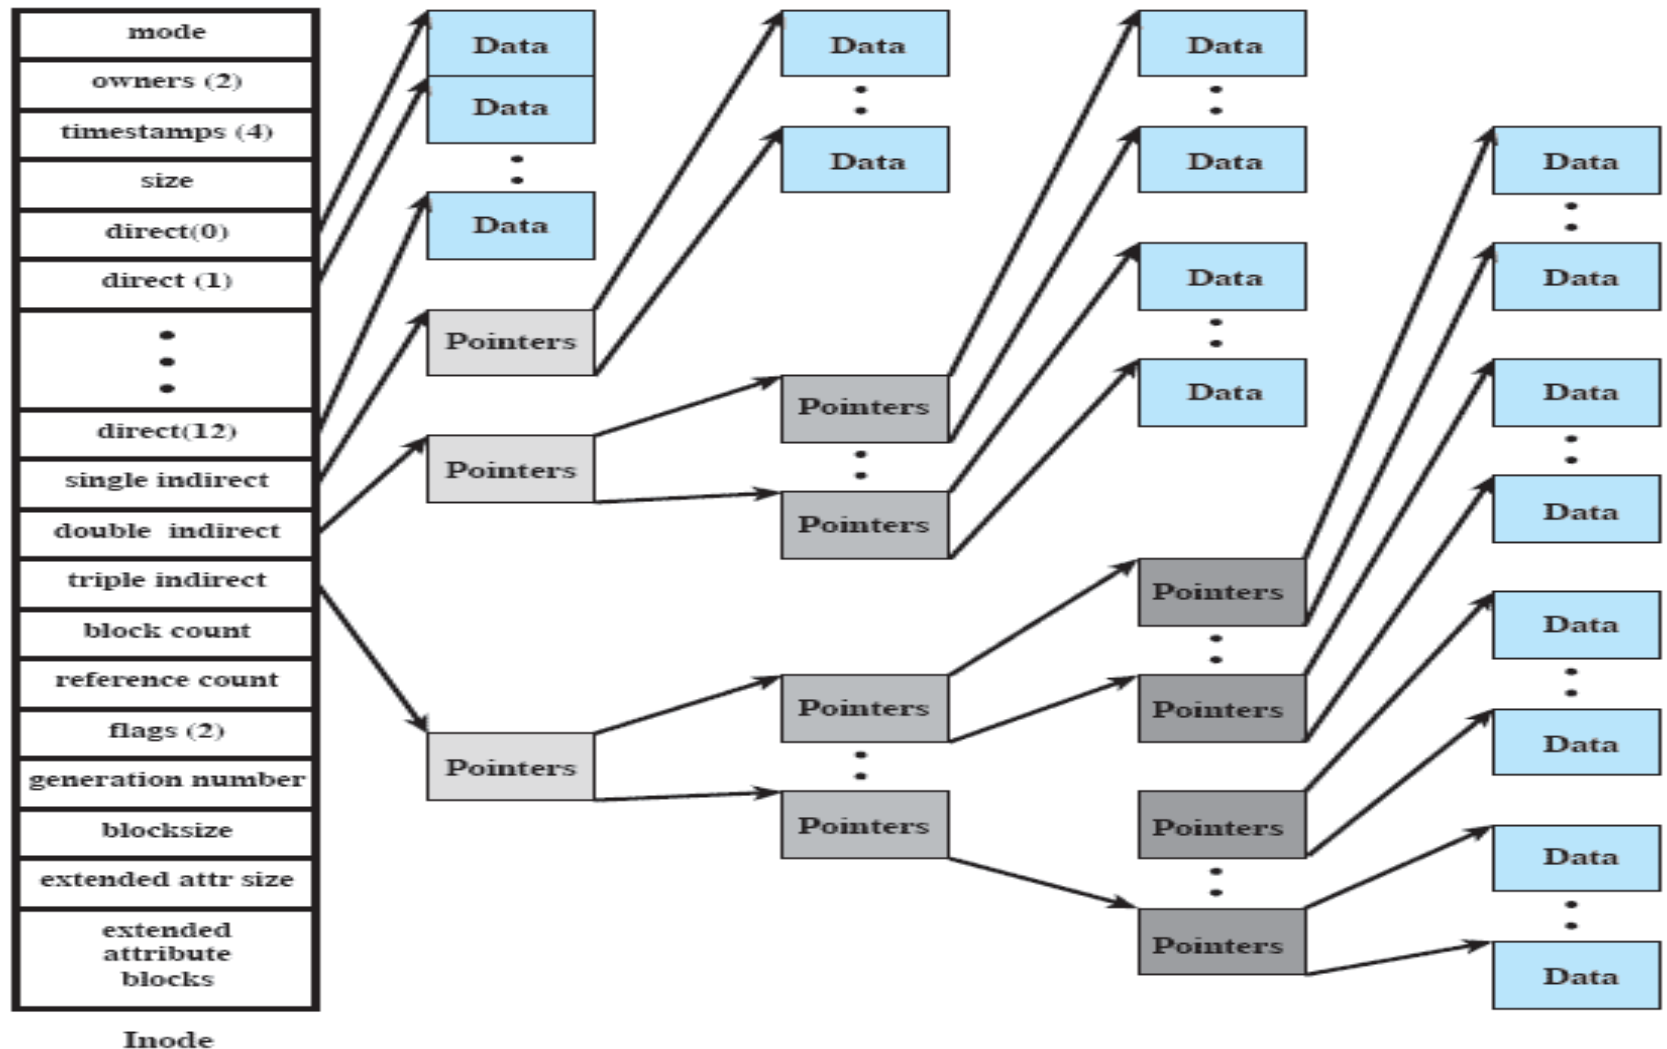 mode
owners (2)
timestamps (4)
size
direct(0)
direct (1)
direct(12)
single indirect
double indirect
triple indirect
block count
reference count
flags (2)
generation number
blocksize
extended attr size
extended
attribute
blocks
Inode
Data
Data
Data
Pointers
Pointers
Pointers
Data
Data
Pointers
Pointers
Pointers
Pointers
Data
Data
Data
Data
Pointers
Pointers
Pointers
Pointers
Data
Data
Data
Data
Data
Data
Data
Data